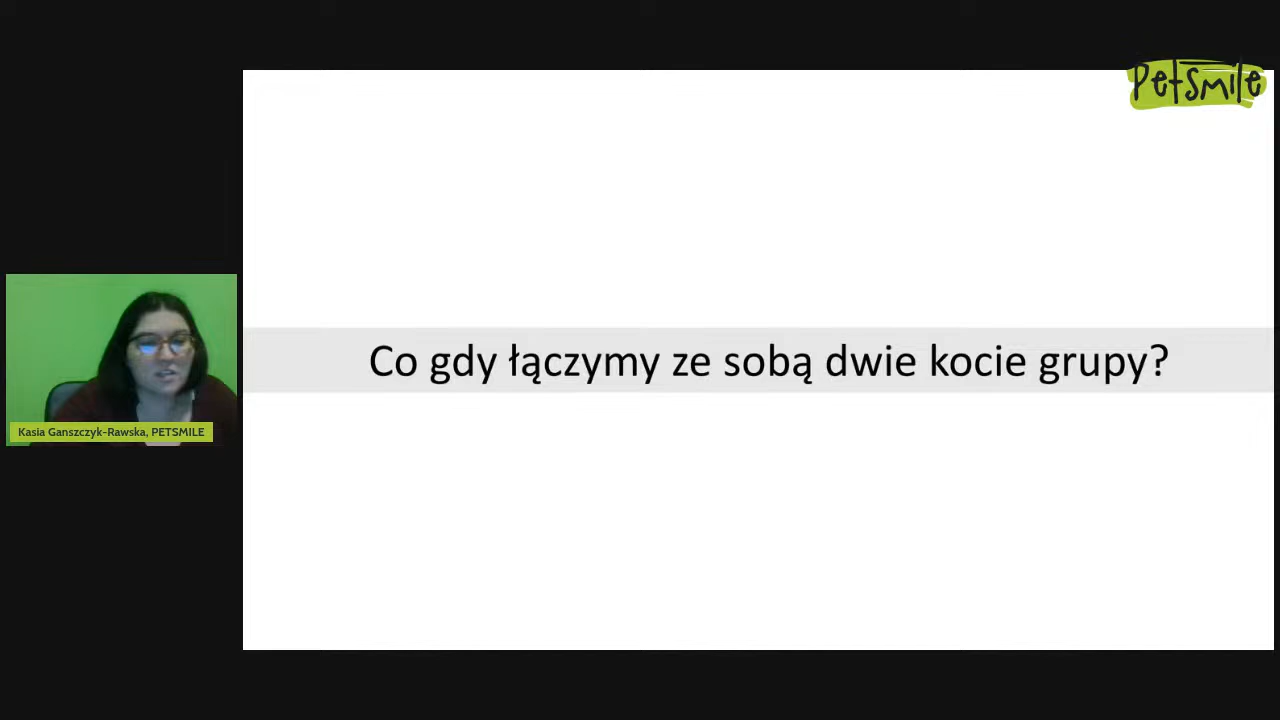 PetSmile
Co gdy łączymy ze sobą dwie kocie grupy?
Kasia Ganszczyk-Rawska, PETSMILE